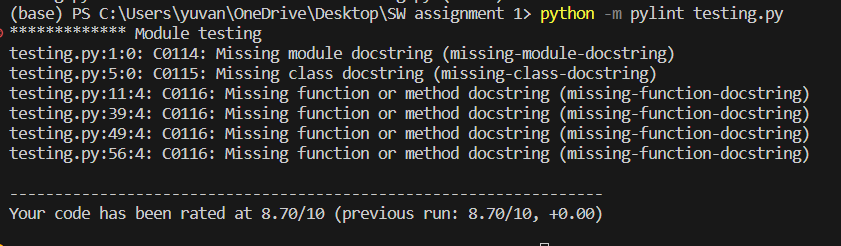 (base) PS C:\Users\yuvan\OneDrive\Desktop\SW assignment 1> python -m pylint testing.py
************* Module testing
testing.py:1:0: C0114: Missing module docstring (missing-module-docstring)
testing.py:5:0: C0115: Missing class docstring (missing-class-docstring)
testing.py:11:4: C0116: Missing function or method docstring (missing-function-docstring)
testing.py:39:4: C0116: Missing function or method docstring (missing-function-docstring)
testing.py:49:4: C0116: Missing function or method docstring (missing-function-docstring)
testing.py:56:4: C0116: Missing function or method docstring (missing-function-docstring)
------------------------------------------------------------------
Your code has been rated at 8.70/10 (previous run: 8.70/10, +0.00)